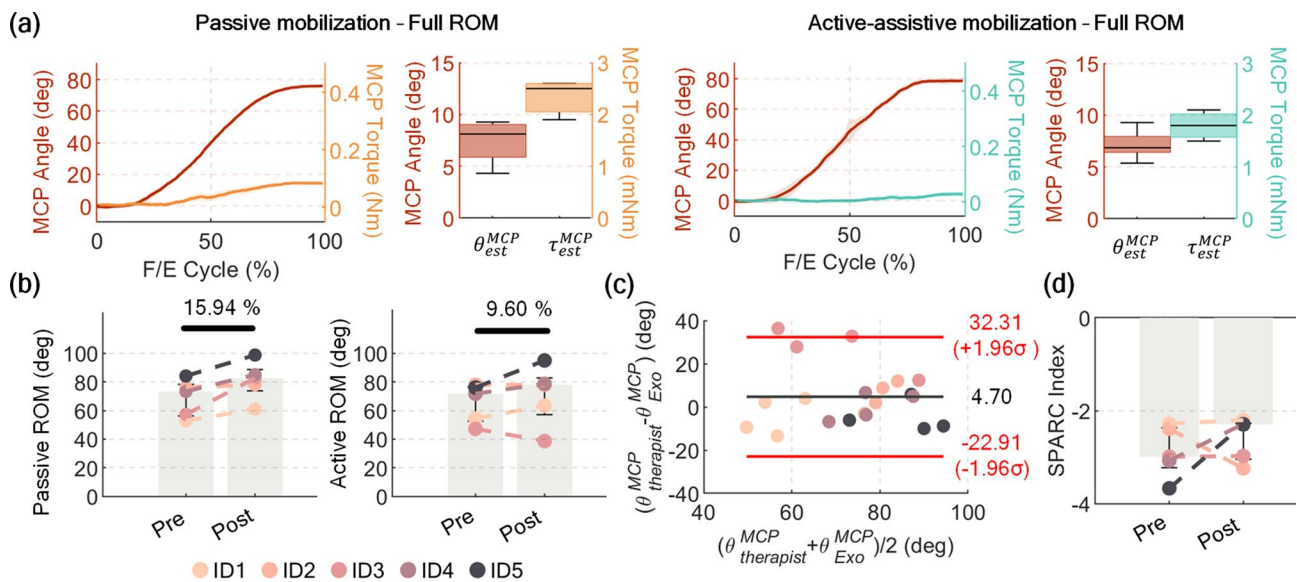 (a)
Passive mobilization - Full ROM
Active-assistive mobilization - Full ROM
MCP Angle (deg)
80
60
40
20
0
0
50
100
F/E Cycle (%)
0.4
0.2
0
MCP Torque (Nm)
MCP Angle (deg)
15
10
5
0
θ_est^MCP
τ_est^MCP
3
2
1
0
MCP Torque (mNm)
MCP Angle (deg)
80
60
40
20
0
0
50
100
F/E Cycle (%)
0.4
0.2
0
MCP Torque (Nm)
MCP Angle (deg)
15
10
5
0
θ_est^MCP
τ_est^MCP
3
2
1
0
MCP Torque (mNm)
(b)
15.94 %
Passive ROM (deg)
100
80
60
40
20
0
Pre
Post
9.60 %
Active ROM (deg)
100
80
60
40
20
0
Pre
Post
ID1
ID2
ID3
ID4
ID5
(c)
(θ_therapist^MCP-θ_Exo^MCP) (deg)
40
20
0
-20
-40
40
60
80
100
(θ_therapist^MCP+θ_Exo^MCP)/2 (deg)
32.31
(+1.96σ )
4.70
-22.91
(-1.96σ)
(d)
SPARC Index
0
-2
-4
Pre
Post